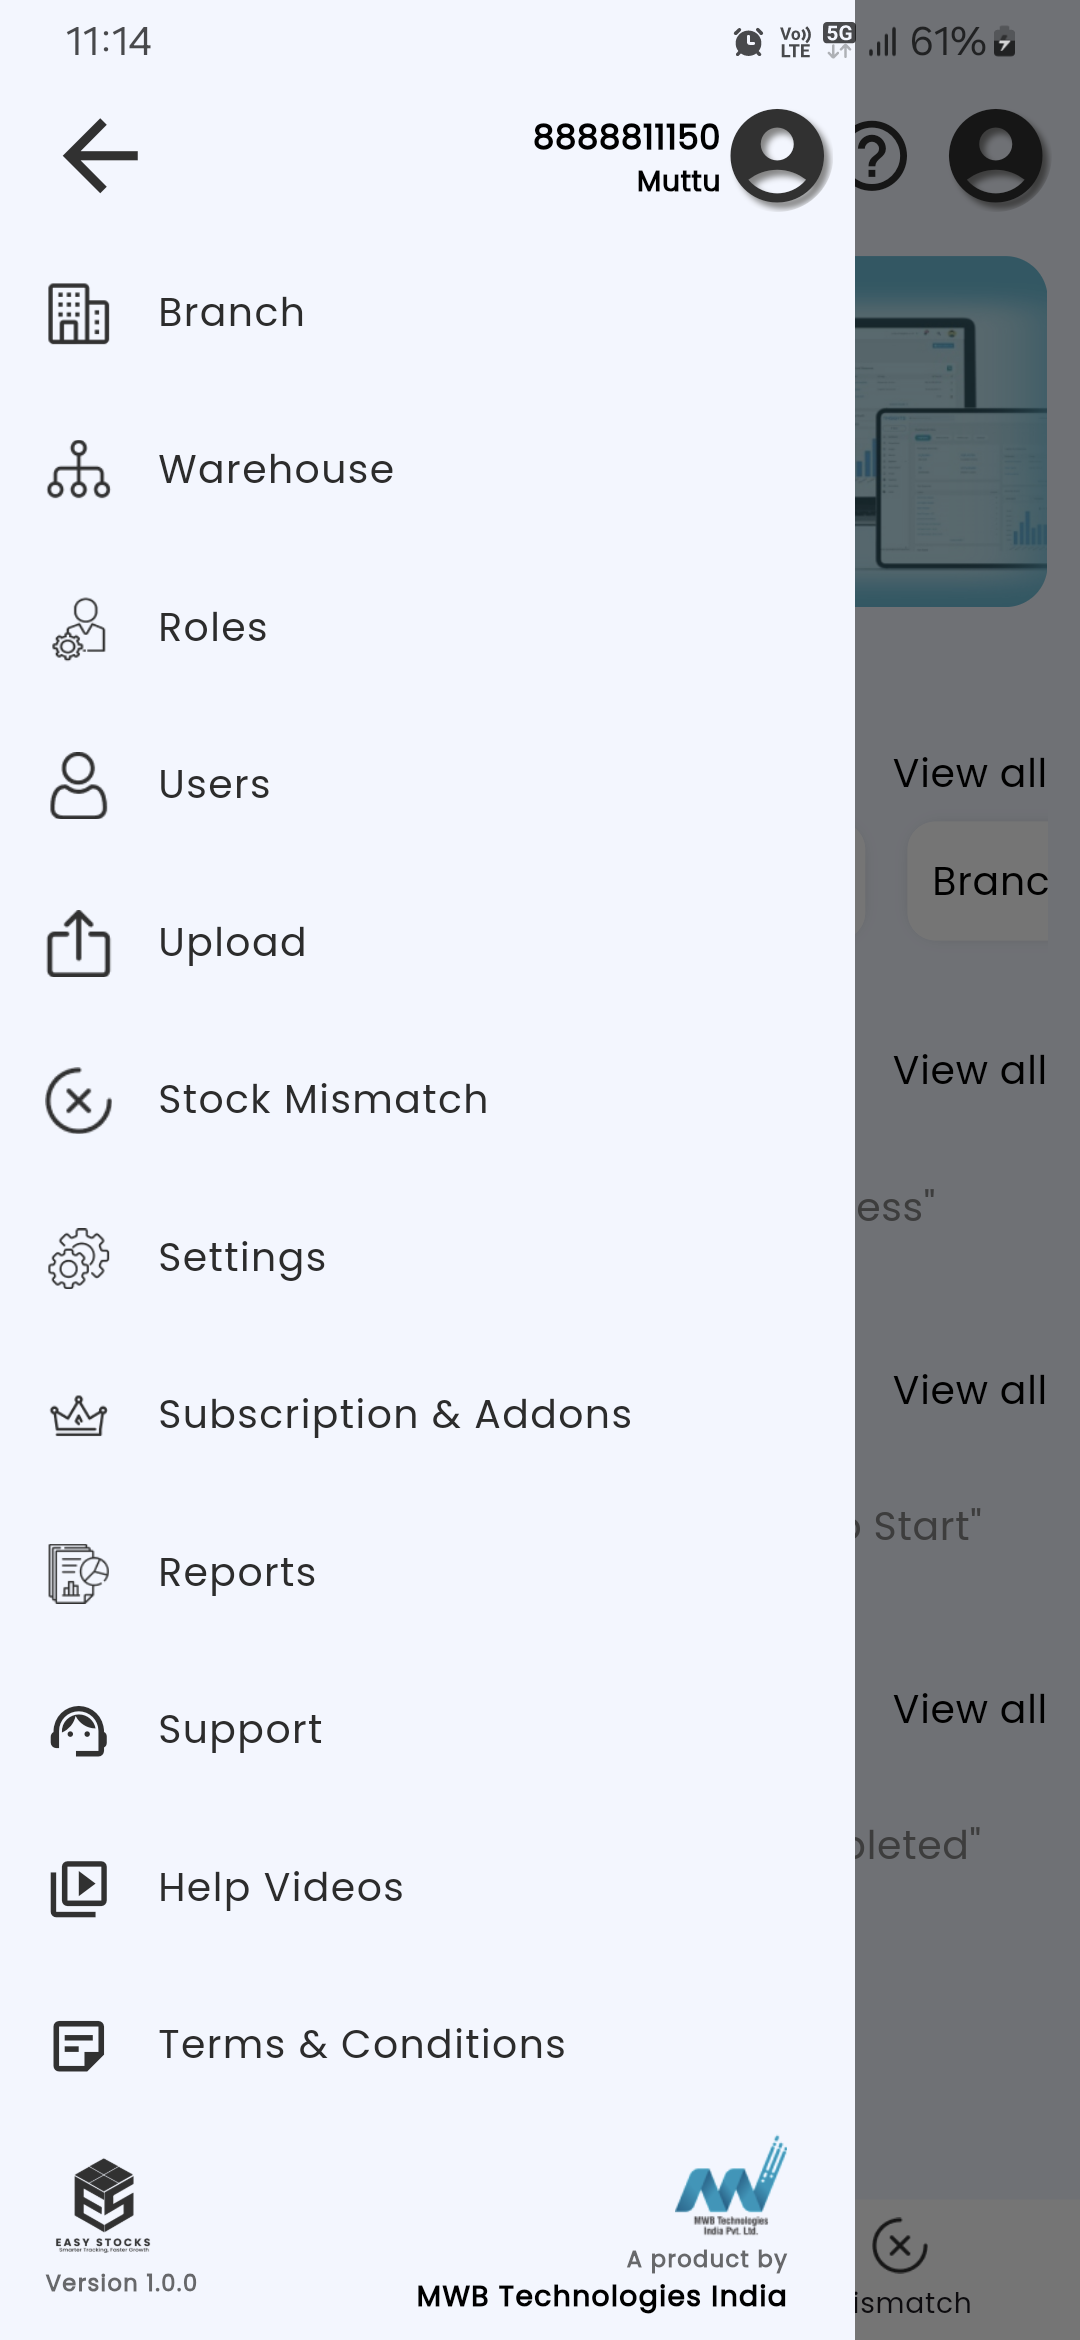 11:14
Vo)) LTE 5G 61%
8888811150
Muttu
Branch
Warehouse
Roles
Users
View all
Branc
Upload
View all
Stock Mismatch
ess"
Settings
View all
Subscription & Addons
o Start"
Reports
View all
Support
pleted"
Help Videos
Terms & Conditions
EASY STOCKS
Smarter Tracking, Faster Growth
Version 1.0.0
MWB Technologies
India Pvt. Ltd.
A product by
MWB Technologies India
ismatch